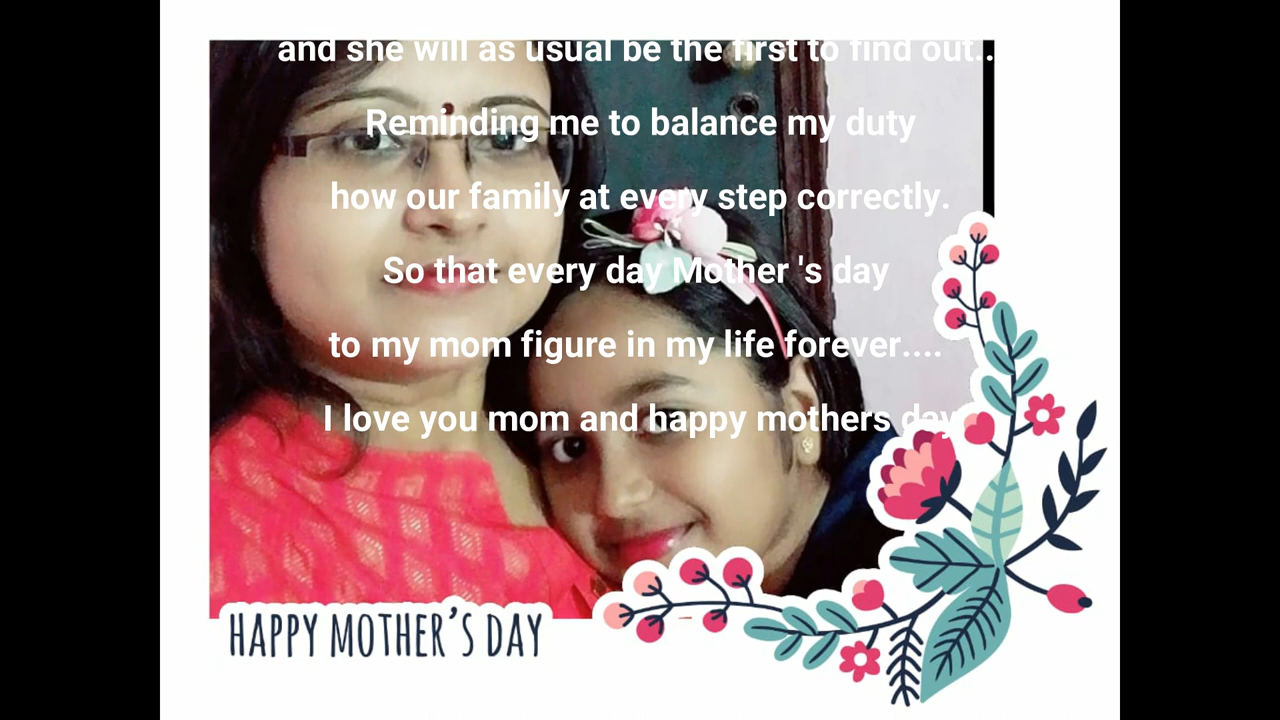 and she will as usual be the first to find out..
Reminding me to balance my duty
how our family at every step correctly.
So that every day Mother 's day
to my mom figure in my life forever....
I love you mom and happy mothers day
HAPPY MOTHER'S DAY